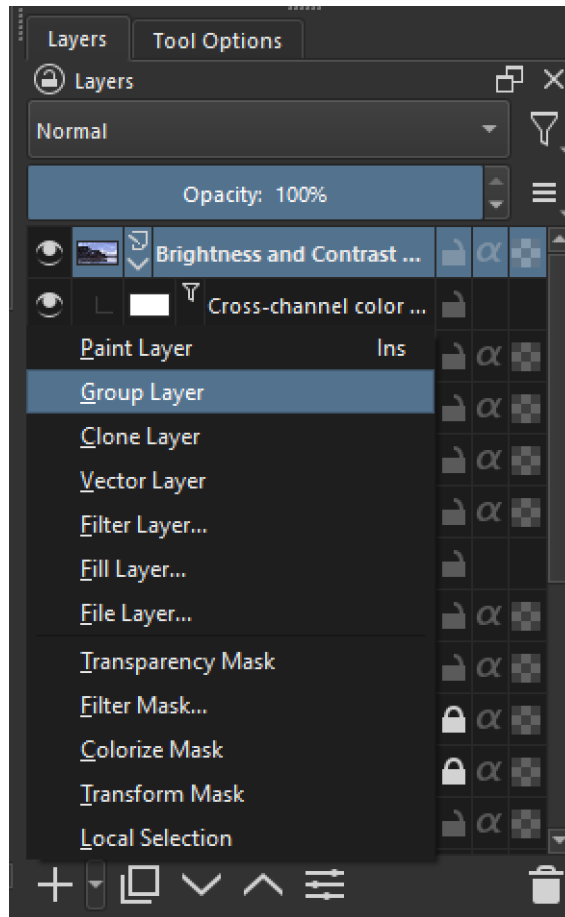 Layers Tool Options
Layers
Normal
Opacity: 100%
Brightness and Contrast ...
Cross-channel color ...
Paint Layer Ins
Group Layer
Clone Layer
Vector Layer
Filter Layer...
Fill Layer...
File Layer...
Transparency Mask
Filter Mask...
Colorize Mask
Transform Mask
Local Selection